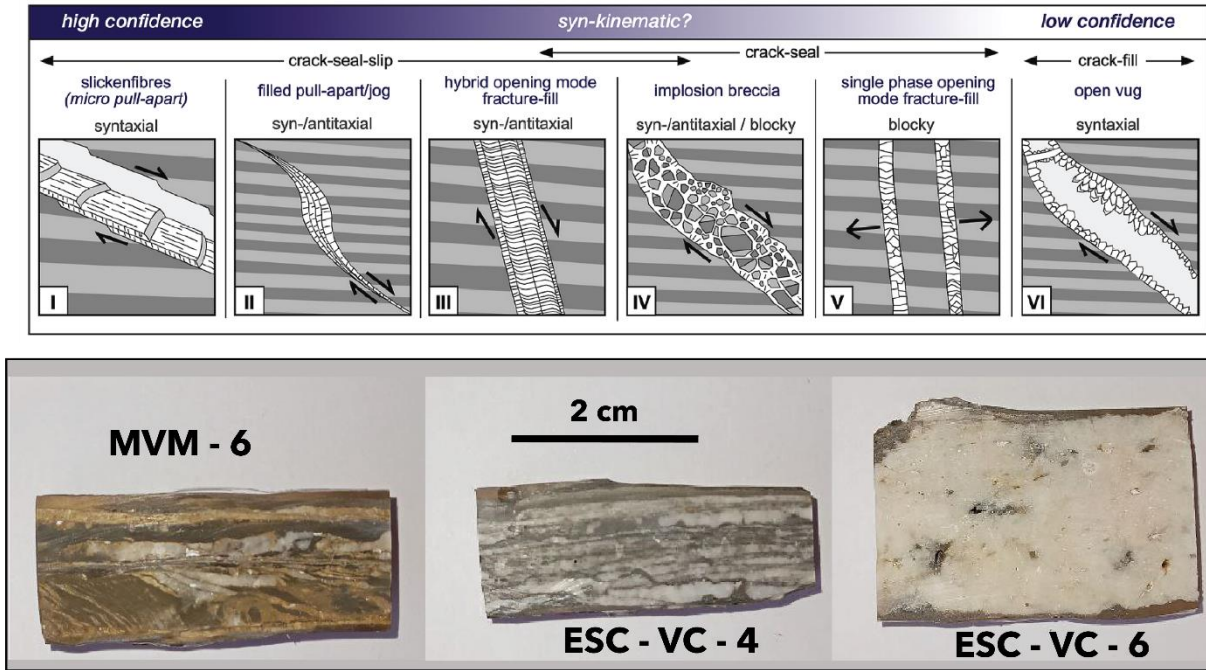 high confidence syn-kinematic? low confidence
crack-seal-slip crack-seal crack-fill
slickenfibres filled pull-apart/jog hybrid opening mode implosion breccia single phase opening open vug
(micro pull-apart) fracture-fill mode fracture-fill
syntaxial syn-/antitaxial syn-/antitaxial syn-/antitaxial / blocky blocky syntaxial
I II III IV V VI
MVM - 6 2 cm
ESC - VC - 4 ESC - VC - 6